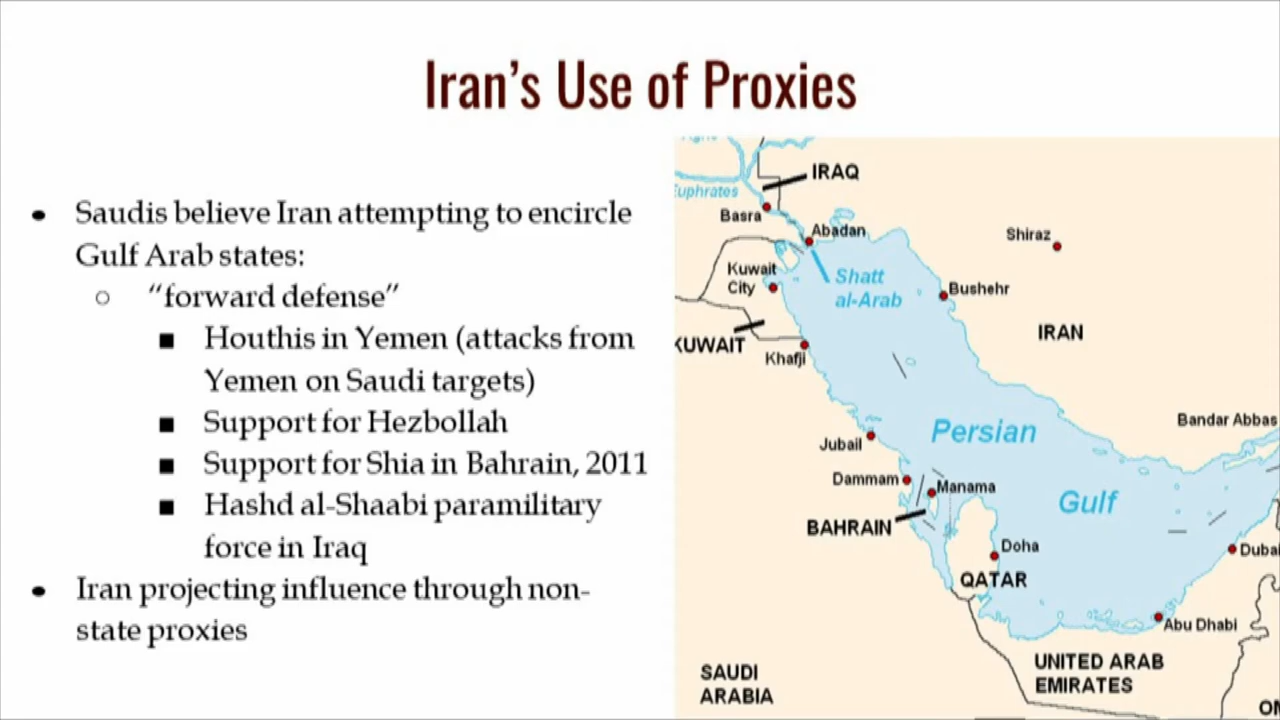 Iran's Use of Proxies
● Saudis believe Iran attempting to encircle
Gulf Arab states:
○ "forward defense"
■ Houthis in Yemen (attacks from
Yemen on Saudi targets)
■ Support for Hezbollah
■ Support for Shia in Bahrain, 2011
■ Hashd al-Shaabi paramilitary
force in Iraq
● Iran projecting influence through non-
state proxies
IRAQ
Euphrates
Basra
Abadan
Shiraz
Kuwait
City
Shatt
al-Arab
Bushehr
IRAN
KUWAIT
Khafji
Bandar Abbas
Persian
Jubail
Dammam
Manama
Gulf
BAHRAIN
Doha
QATAR
Dubai
Abu Dhabi
UNITED ARAB
EMIRATES
SAUDI
ARABIA